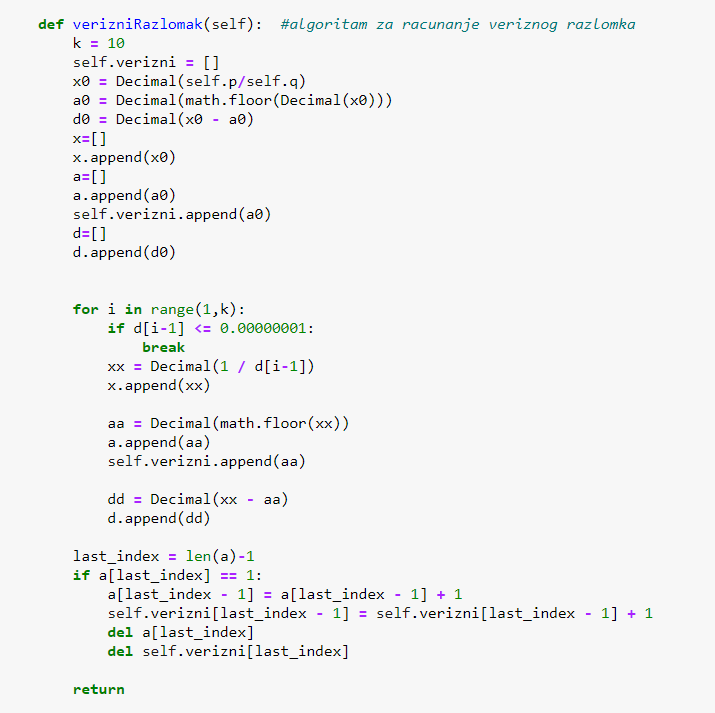 def verizniRazlomak(self):  #algoritam za racunanje veriznog razlomka
    k = 10
    self.verizni = []
    x0 = Decimal(self.p/self.q)
    a0 = Decimal(math.floor(Decimal(x0)))
    d0 = Decimal(x0 - a0)
    x=[]
    x.append(x0)
    a=[]
    a.append(a0)
    self.verizni.append(a0)
    d=[]
    d.append(d0)
    for i in range(1,k):
        if d[i-1] <= 0.00000001:
            break
        xx = Decimal(1 / d[i-1])
        x.append(xx)
        aa = Decimal(math.floor(xx))
        a.append(aa)
        self.verizni.append(aa)
        dd = Decimal(xx - aa)
        d.append(dd)
    last_index = len(a)-1
    if a[last_index] == 1:
        a[last_index - 1] = a[last_index - 1] + 1
        self.verizni[last_index - 1] = self.verizni[last_index - 1] + 1
        del a[last_index]
        del self.verizni[last_index]
    return